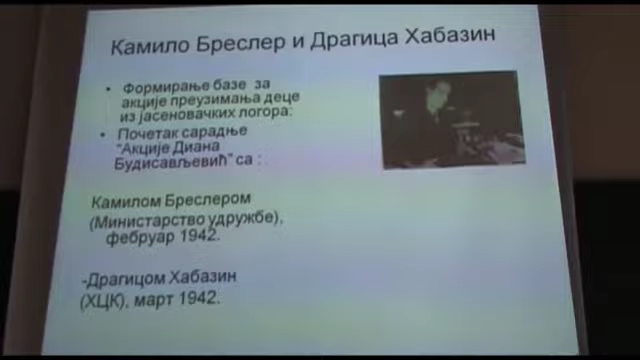 Камило Бреслер и Драгица Хабазин
• Формирање базе за
акције преузимања деце
из јасеновачких логора:
• Почетак сарадње
"Акције Диана
Будисављевић" са :
Камилом Бреслером
(Министарство удружбе),
фебруар 1942.
-Драгицом Хабазин
(ХЦК), март 1942.